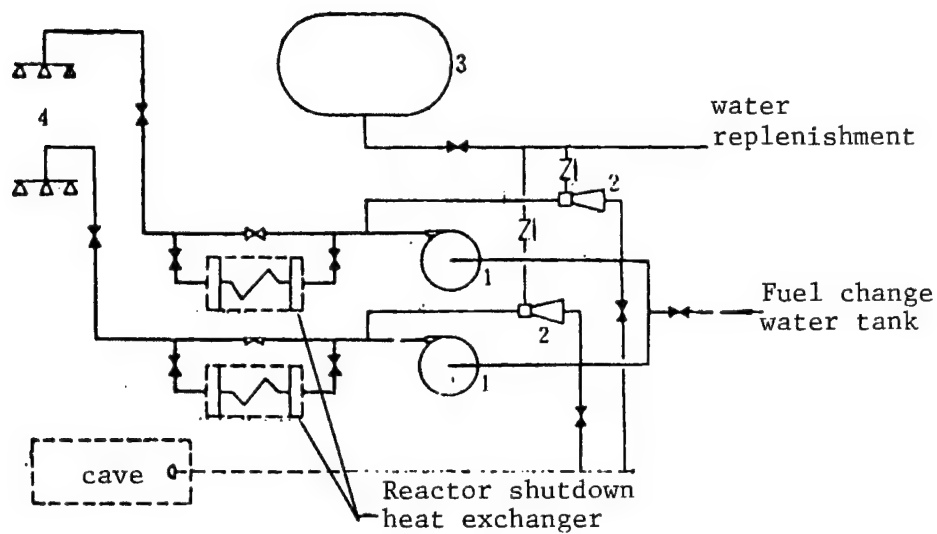 3
water
replenishment
4
2
1
Fuel change
water tank
2
1
cave
Reactor shutdown
heat exchanger